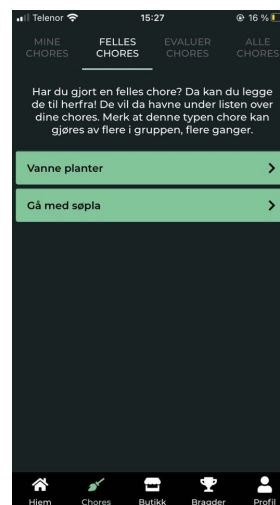 Telenor 15:27 16 %
MINE CHORES
FELLES CHORES
EVALUER CHORES
ALLE CHORES
Har du gjort en felles chore? Da kan du legge
de til herfra! De vil da havne under listen over
dine chores. Merk at denne typen chore kan
gjøres av flere i gruppen, flere ganger.
Vanne planter
Gå med søpla
Hjem Chores Butikk Bragder Profil